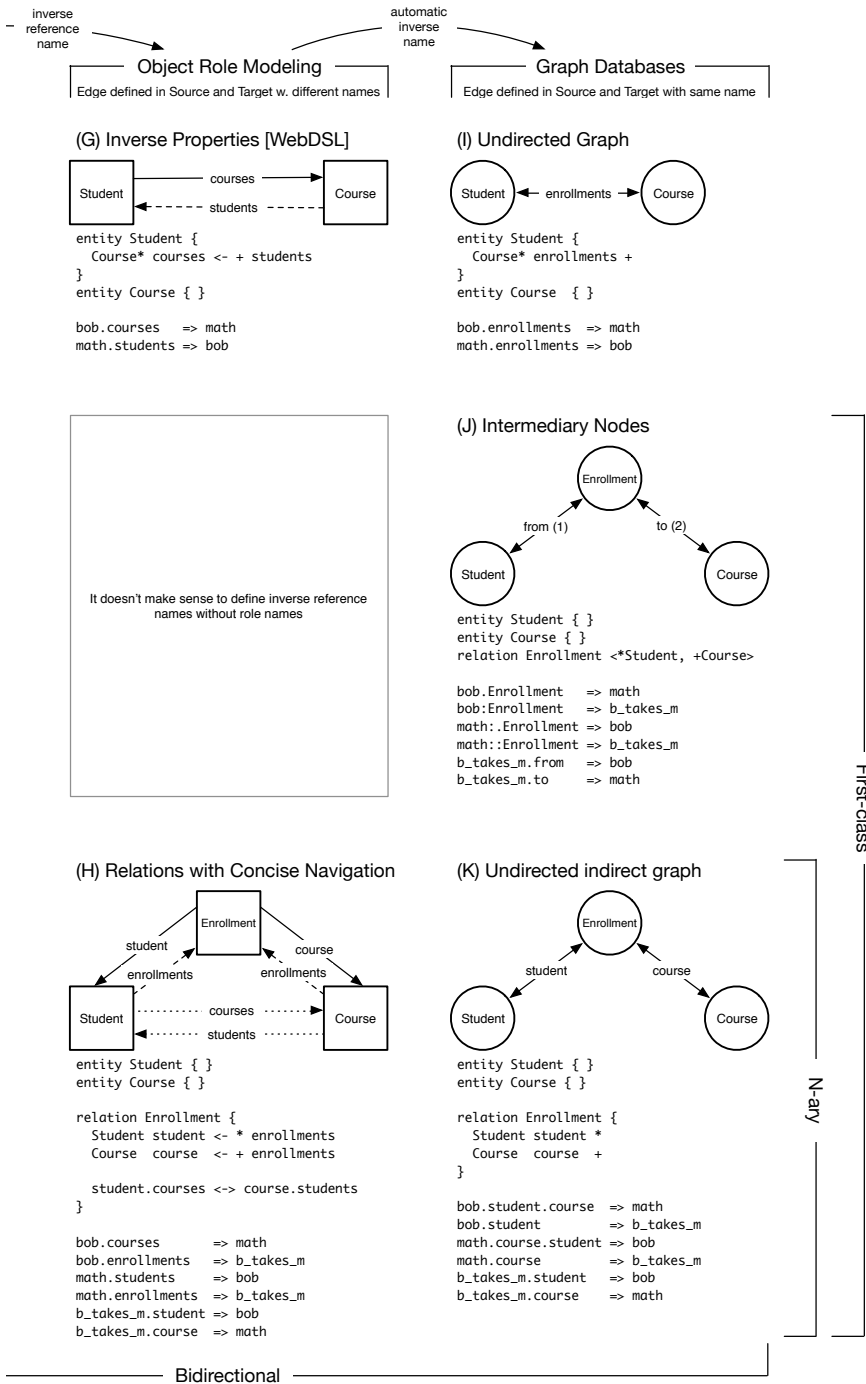 inverse
reference
name
automatic
inverse
name
Object Role Modeling
Edge defined in Source and Target w. different names
Graph Databases
Edge defined in Source and Target with same name
(G) Inverse Properties [WebDSL]
Student
courses
students
Course
entity Student {
  Course* courses <- + students
}
entity Course { }
bob.courses   => math
math.students => bob
(I) Undirected Graph
Student
enrollments
Course
entity Student {
  Course* enrollments +
}
entity Course  { }
bob.enrollments  => math
math.enrollments => bob
It doesn't make sense to define inverse reference
names without role names
(J) Intermediary Nodes
Enrollment
from (1)
to (2)
Student
Course
entity Student { }
entity Course { }
relation Enrollment <*Student, +Course>
bob.Enrollment   => math
bob:Enrollment   => b_takes_m
math:.Enrollment => bob
math::Enrollment => b_takes_m
b_takes_m.from   => bob
b_takes_m.to     => math
First-class
(H) Relations with Concise Navigation
Enrollment
student
course
enrollments
enrollments
Student
courses
students
Course
entity Student { }
entity Course { }
relation Enrollment {
  Student student <- * enrollments
  Course  course  <- + enrollments
  student.courses <-> course.students
}
bob.courses       => math
bob.enrollments   => b_takes_m
math.students     => bob
math.enrollments  => b_takes_m
b_takes_m.student => bob
b_takes_m.course  => math
(K) Undirected indirect graph
Enrollment
student
course
Student
Course
entity Student { }
entity Course { }
relation Enrollment {
  Student student *
  Course  course  +
}
bob.student.course  => math
bob.student         => b_takes_m
math.course.student => bob
math.course         => b_takes_m
b_takes_m.student   => bob
b_takes_m.course    => math
N-ary
Bidirectional